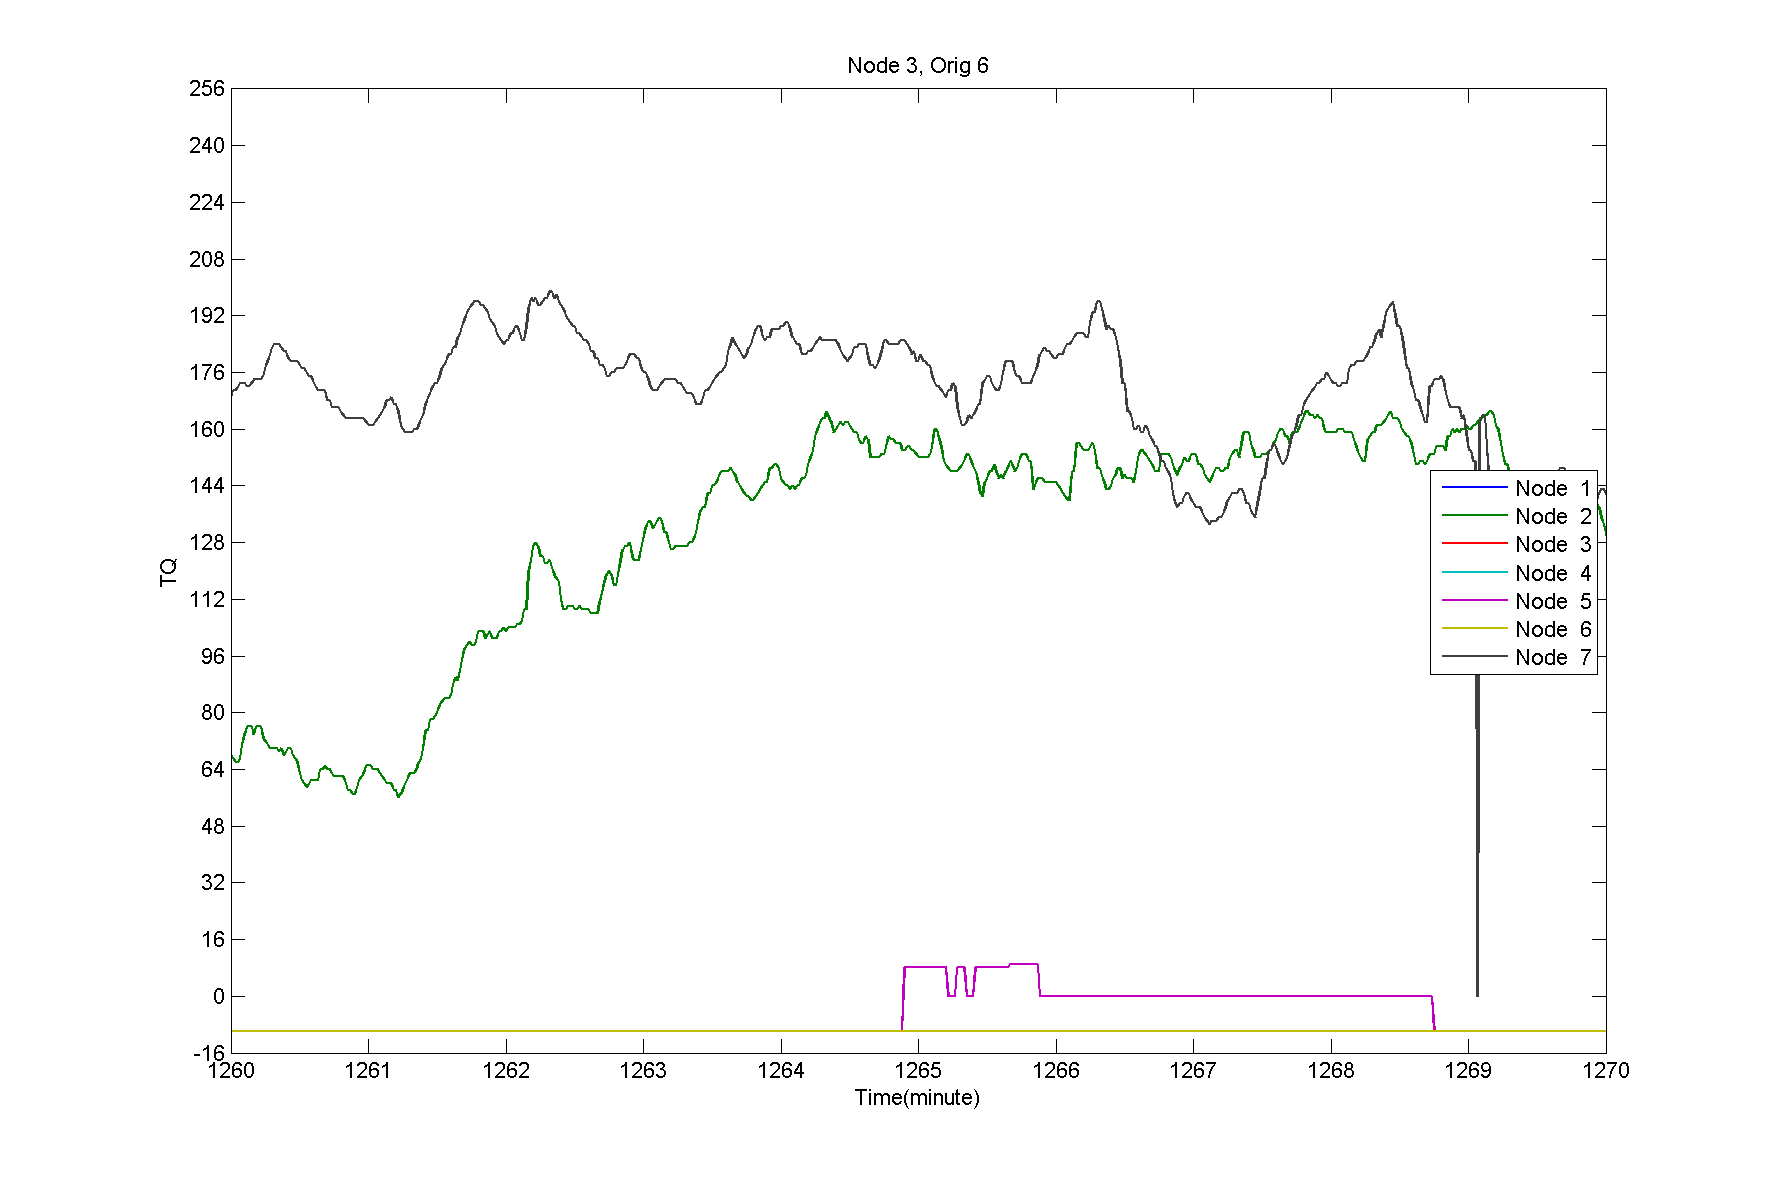 Node 3, Orig 6
256
240
224
208
192
176
160
144
128
112
96
80
64
48
32
16
0
-16
TQ
Node 1
Node 2
Node 3
Node 4
Node 5
Node 6
Node 7
1260 1261 1262 1263 1264 1265 1266 1267 1268 1269 1270
Time(minute)